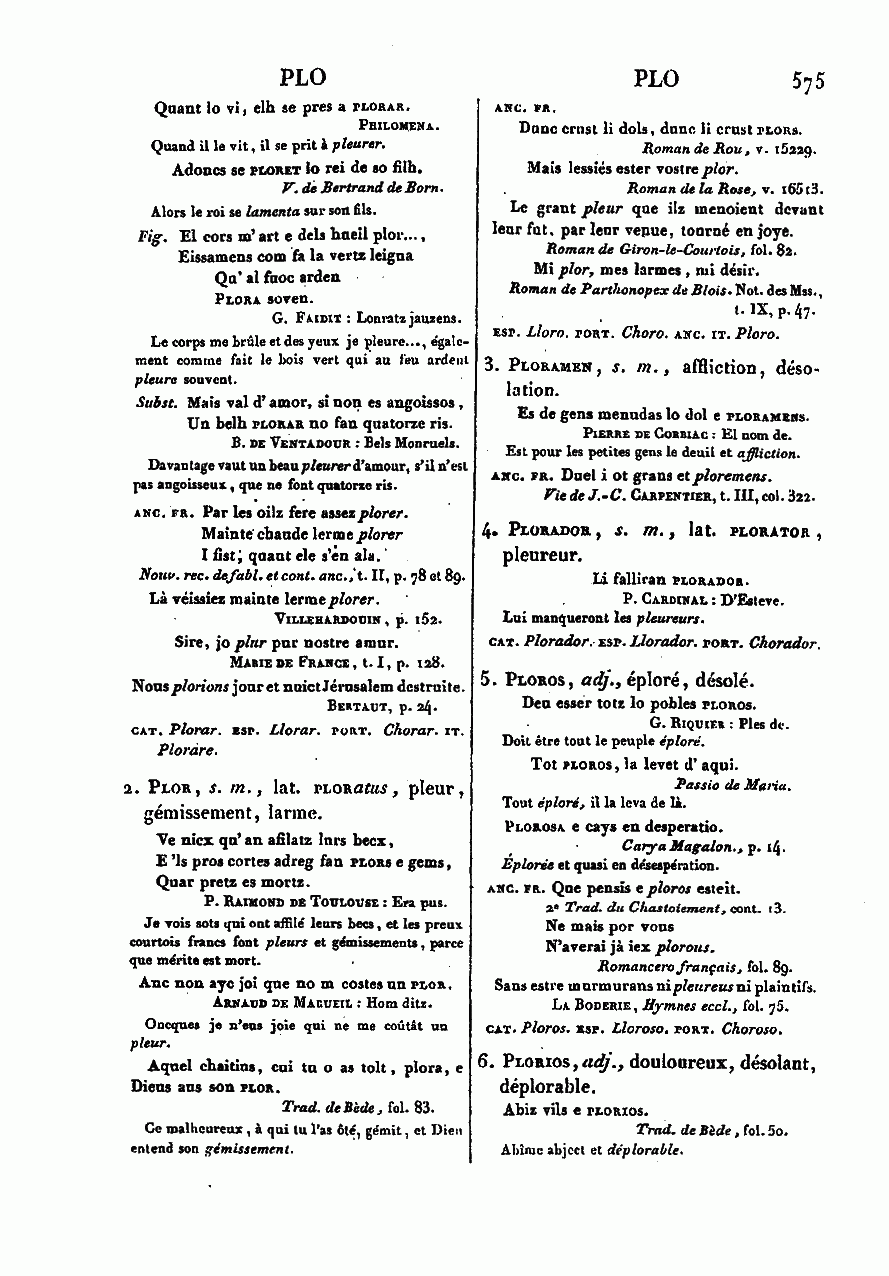 PLO
PLO 575
Quant lo vi, elh se pres a PLORAR.
PHILOMENA.
Quand il le vit, il se prit à pleurer.
Adoncs se PLORET lo rei de so filh.
V. de Bertrand de Born.
Alors le roi se lamenta sur son fils.
Fig. El cors m'art e dels hueil plor...,
Eissamens com fa la vertz leigna
Qu'al fuoc arden
PLORA soven.
G. FAIDIT : Lonratz jauzens.
Le corps me brûle et des yeux je pleure..., égale-
ment comme fait le bois vert qui au feu ardent
pleure souvent.
Subst. Mais val d'amor, si non es angoissos,
Un belh PLORAR no fan quatorze ris.
B. DE VENTADOUR : Bels Monruels.
Davantage vaut un beau pleurer d'amour, s'il n'est
pas angoisseux, que ne font quatorze ris.
ANC. FR. Par les oilz fere assez plorer.
Mainte chaude lerme plorer
I fist; quant ele s'en ala.
Nouv. rec. de fabl. et cont. anc., t. II, p. 78 et 89.
Là véissiez mainte lerme plorer.
VILLEHARDOUIN, p. 152.
Sire, jo plur pur nostre amur.
MARIE DE FRANCE, t. I, p. 128.
Nous plorions jour et nuict Jérusalem destruite.
BERTAUT, p. 24.
CAT. Plorar. ESP. Llorar. PORT. Chorar. IT.
Plorare.
2. PLOR, s. m., lat. PLORatus, pleur,
gémissement, larme.
Ve nicx qu'an afilatz lurs becx,
E'ls pros cortes adreg fan PLORS e gems,
Quar pretz es mortz.
P. RAIMOND DE TOULOUSE : Era pus.
Je vois sots qui ont affilé leurs becs, et les preux
courtois francs font pleurs et gémissements, parce
que mérite est mort.
Anc non ayc joi que no m costes un PLOR.
ARNAUD DE MARUEIL : Hom ditz.
Oncques je n'eus joie qui ne me coûtât un
pleur.
Aquel chaitius, cui tu o as tolt, plora, e
Dieus aus son PLOR.
Trad. de Bède, fol. 83.
Ce malheureux, à qui tu l'as ôté, gémit, et Dieu
entend son gémissement.
ANC. FR.
Dunc crust li dols, dunc li crust PLORS.
Roman de Rou, v. 15229.
Mais lessiés ester vostre plor.
Roman de la Rose, v. 16513.
Le grant pleur que ilz menoient devant
leur fut, par leur venue, tourné en joye.
Roman de Giron-le-Courtois, fol. 82.
Mi plor, mes larmes, mi désir.
Roman de Parthonopex de Blois. Not. des Mss.,
t. IX, p. 47.
ESP. Lloro. PORT. Choro. ANC. IT. Ploro.
3. PLORAMEN, s. m., affliction, déso-
lation.
Es de gens menudas lo dol e PLORAMENS.
PIERRE DE CORBIAC : El nom de.
Est pour les petites gens le deuil et affliction.
ANC. FR. Duel i ot grans et ploremens.
Vie de J.-C. CARPENTIER, t. III, col. 322.
4. PLORADOR, s. m., lat. PLORATOR,
pleureur.
Li falliran PLORADOR.
P. CARDINAL : D'Esteve.
Lui manqueront les pleureurs.
CAT. Plorador. ESP. Llorador. PORT. Chorador.
5. PLOROS, adj., éploré, désolé.
Deu esser totz lo pobles PLOROS.
G. RIQUIER : Ples de.
Doit être tout le peuple éploré.
Tot PLOROS, la levet d'aqui.
Passio de Maria.
Tout éploré, il la leva de là.
PLOROSA e cays en desperatio.
Carya Magalon., p. 14.
Éplorée et quasi en désespération.
ANC. FR. Que pensis e ploros esteit.
2e Trad. du Chastoiement, cont. 13.
Ne mais por vous
N'averai jà iex plorous.
Romancero français, fol. 89.
Sans estre murmurans ni pleureus ni plaintifs.
LA BODERIE, Hymnes eccl., fol. 75.
CAT. Ploros. ESP. Lloroso. PORT. Choroso.
6. PLORIOS, adj., douloureux, désolant,
déplorable.
Abiz vils e PLORIOS.
Trad. de Bède, fol. 50.
Abîme abject et déplorable.